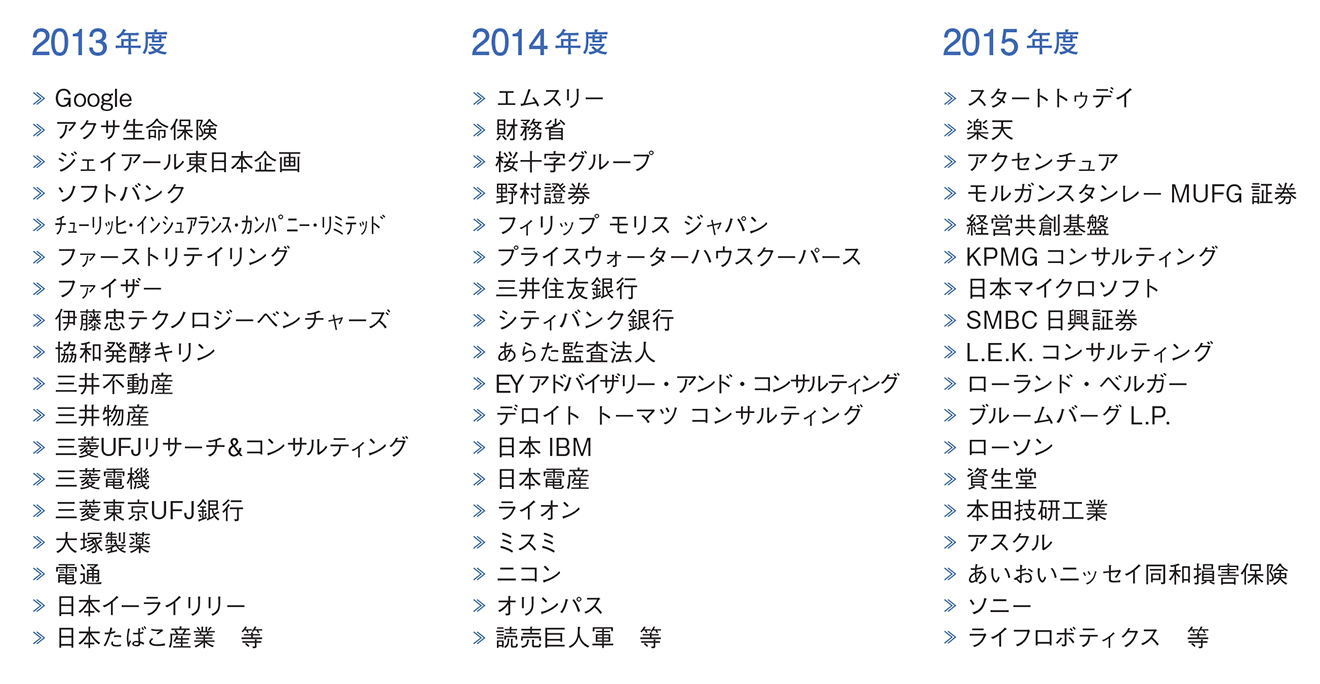 2013 年度
» Google
» アクサ生命保険
» ジェイアール東日本企画
» ソフトバンク
» ﾁｭｰﾘｯﾋ･ｲﾝｼｭｱﾗﾝｽ･ｶﾝﾊﾟﾆｰ･ﾘﾐﾃｯﾄﾞ
» ファーストリテイリング
» ファイザー
» 伊藤忠テクノロジーベンチャーズ
» 協和発酵キリン
» 三井不動産
» 三井物産
» 三菱UFJリサーチ&コンサルティング
» 三菱電機
» 三菱東京UFJ銀行
» 大塚製薬
» 電通
» 日本イーライリリー
» 日本たばこ産業　等
2014 年度
» エムスリー
» 財務省
» 桜十字グループ
» 野村證券
» フィリップ モリス ジャパン
» プライスウォーターハウスクーパース
» 三井住友銀行
» シティバンク銀行
» あらた監査法人
» EY アドバイザリー・アンド・コンサルティング
» デロイト トーマツ コンサルティング
» 日本 IBM
» 日本電産
» ライオン
» ミスミ
» ニコン
» オリンパス
» 読売巨人軍　等
2015 年度
» スタートトゥデイ
» 楽天
» アクセンチュア
» モルガンスタンレー MUFG 証券
» 経営共創基盤
» KPMG コンサルティング
» 日本マイクロソフト
» SMBC 日興証券
» L.E.K. コンサルティング
» ローランド・ベルガー
» ブルームバーグ L.P.
» ローソン
» 資生堂
» 本田技研工業
» アスクル
» あいおいニッセイ同和損害保険
» ソニー
» ライフロボティクス　等